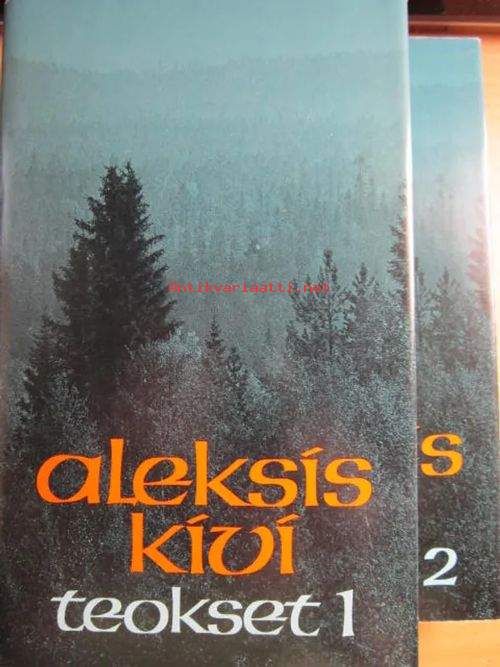 Antikvariaatti.net
aleksis
kivi
teokset 1
is
2